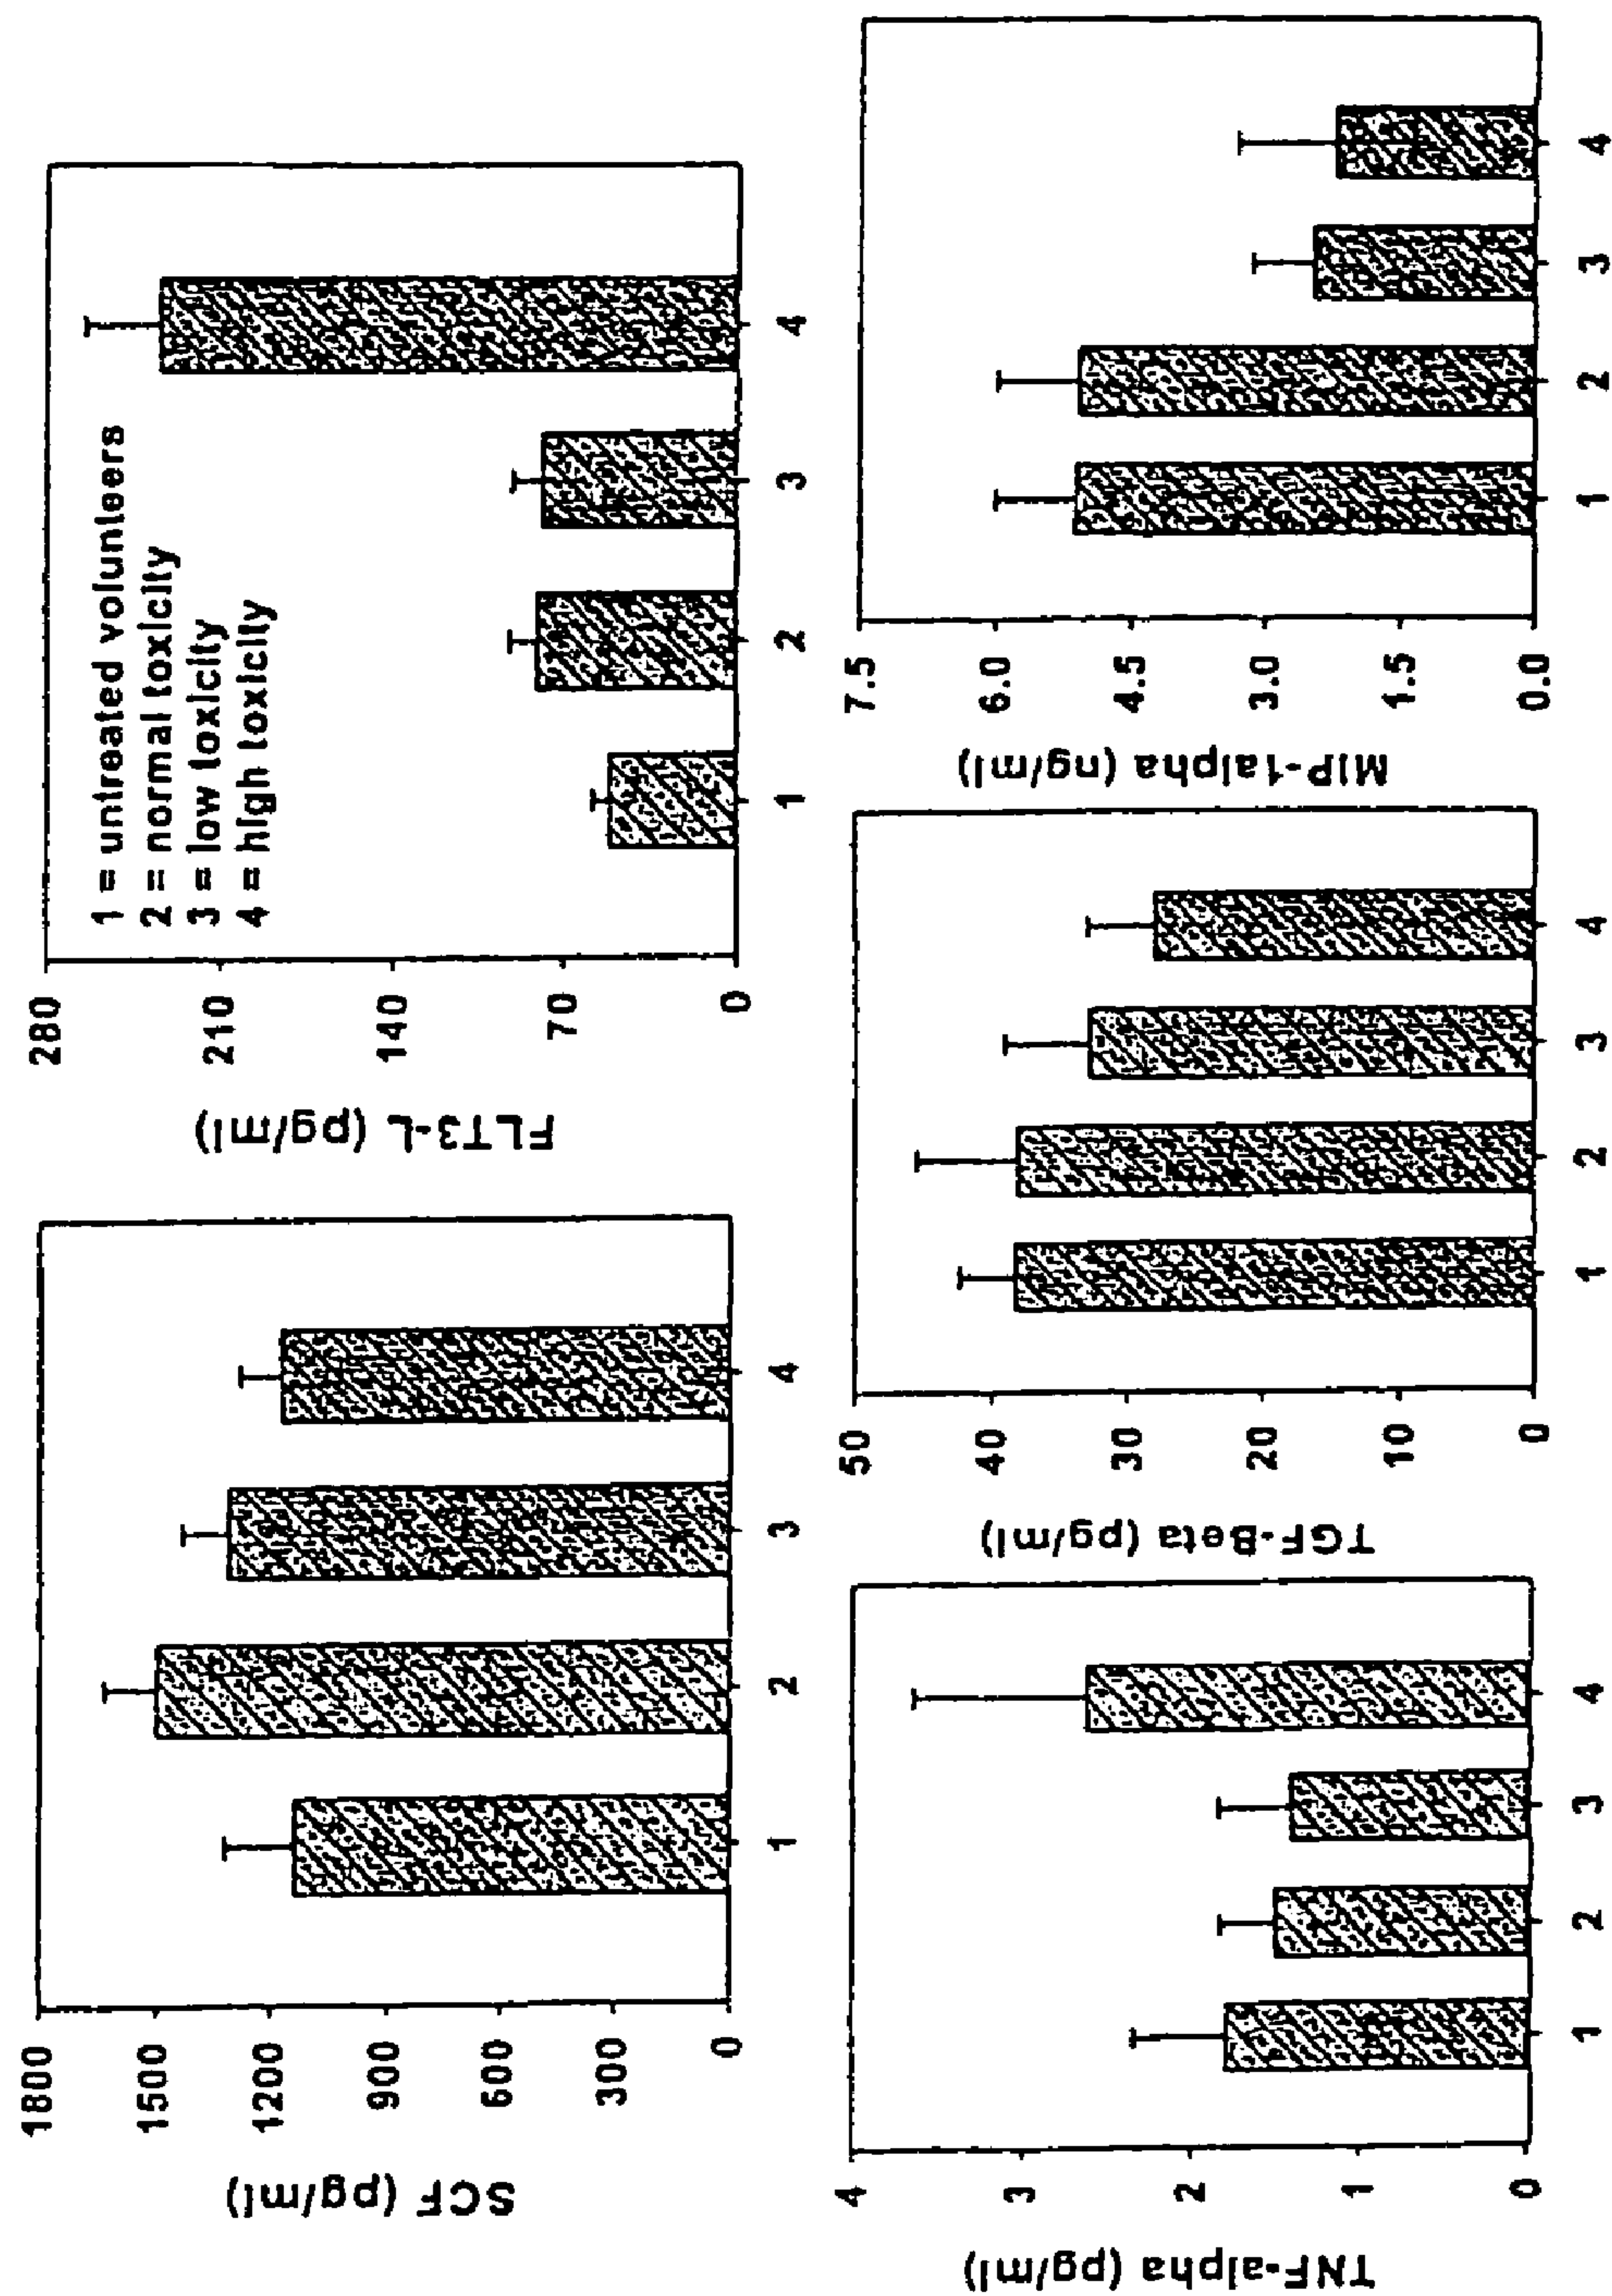 SCF (pg/ml)
1800
1500
1200
900
600
300
0
1 2 3 4
FLT3-L (pg/ml)
280
210
140
70
0
1 = untreated volunteers
2 = normal toxicity
3 = low toxicity
4 = high toxicity
1 2 3 4
TNF-alpha (pg/ml)
4
3
2
1
0
1 2 3 4
TGF-Beta (pg/ml)
50
40
30
20
10
0
1 2 3 4
MIP-1alpha (ng/ml)
7.5
6.0
4.5
3.0
1.5
0.0
1 2 3 4